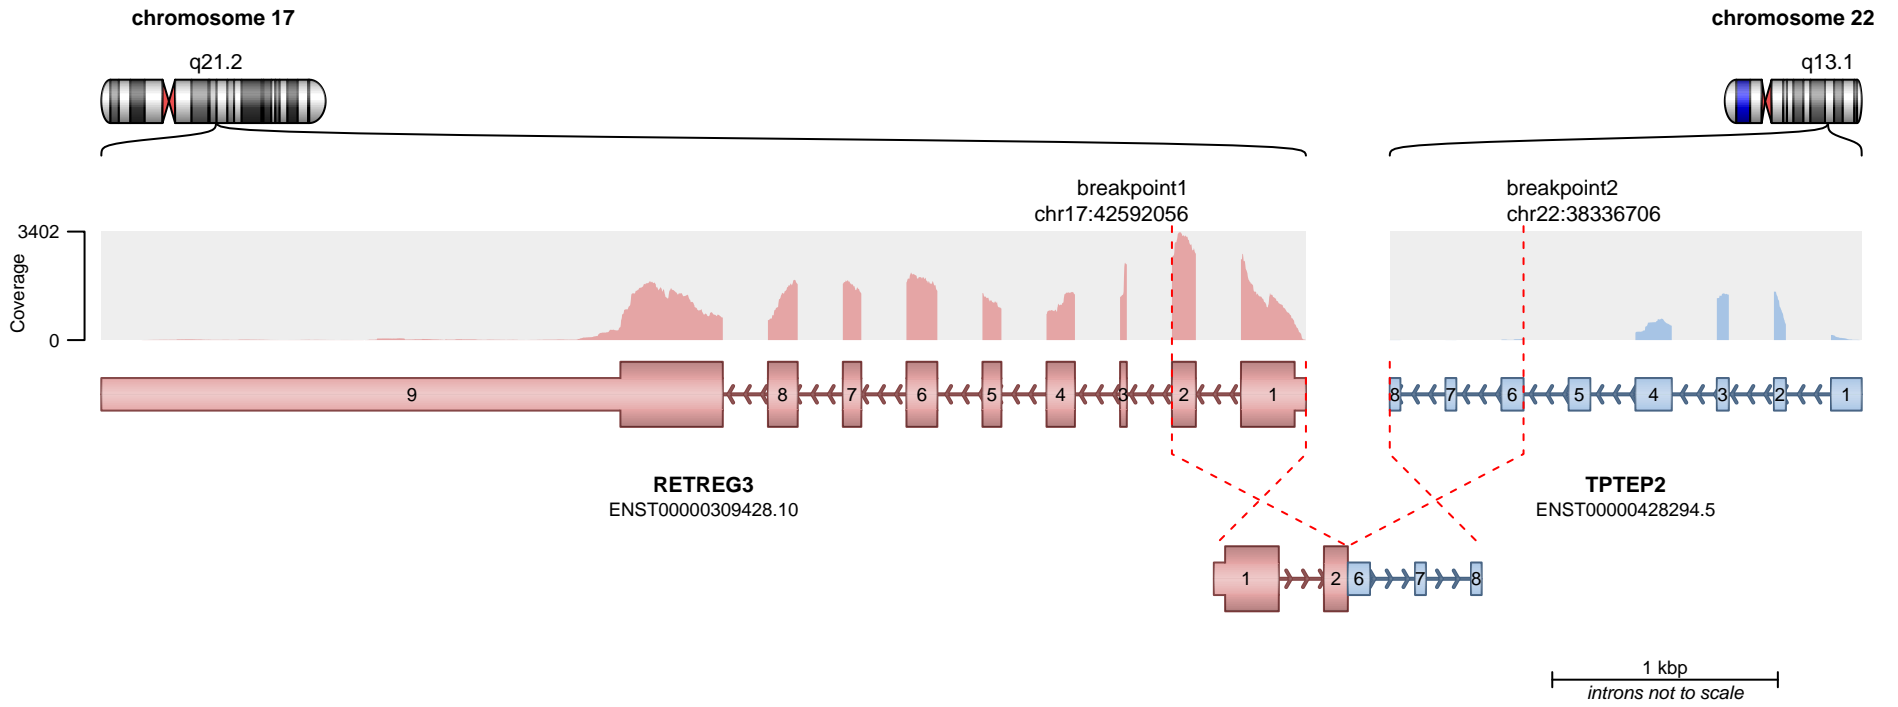 chromosome 17
chromosome 22
q21.2
q13.1
breakpoint1
chr17:42592056
breakpoint2
chr22:38336706
3402
Coverage
0
9 8 7 6 5 4 3 2 1
8 7 6 5 4 3 2 1
RETREG3
ENST00000309428.10
TPTEP2
ENST00000428294.5
1 2 6 7 8
1 kbp
introns not to scale